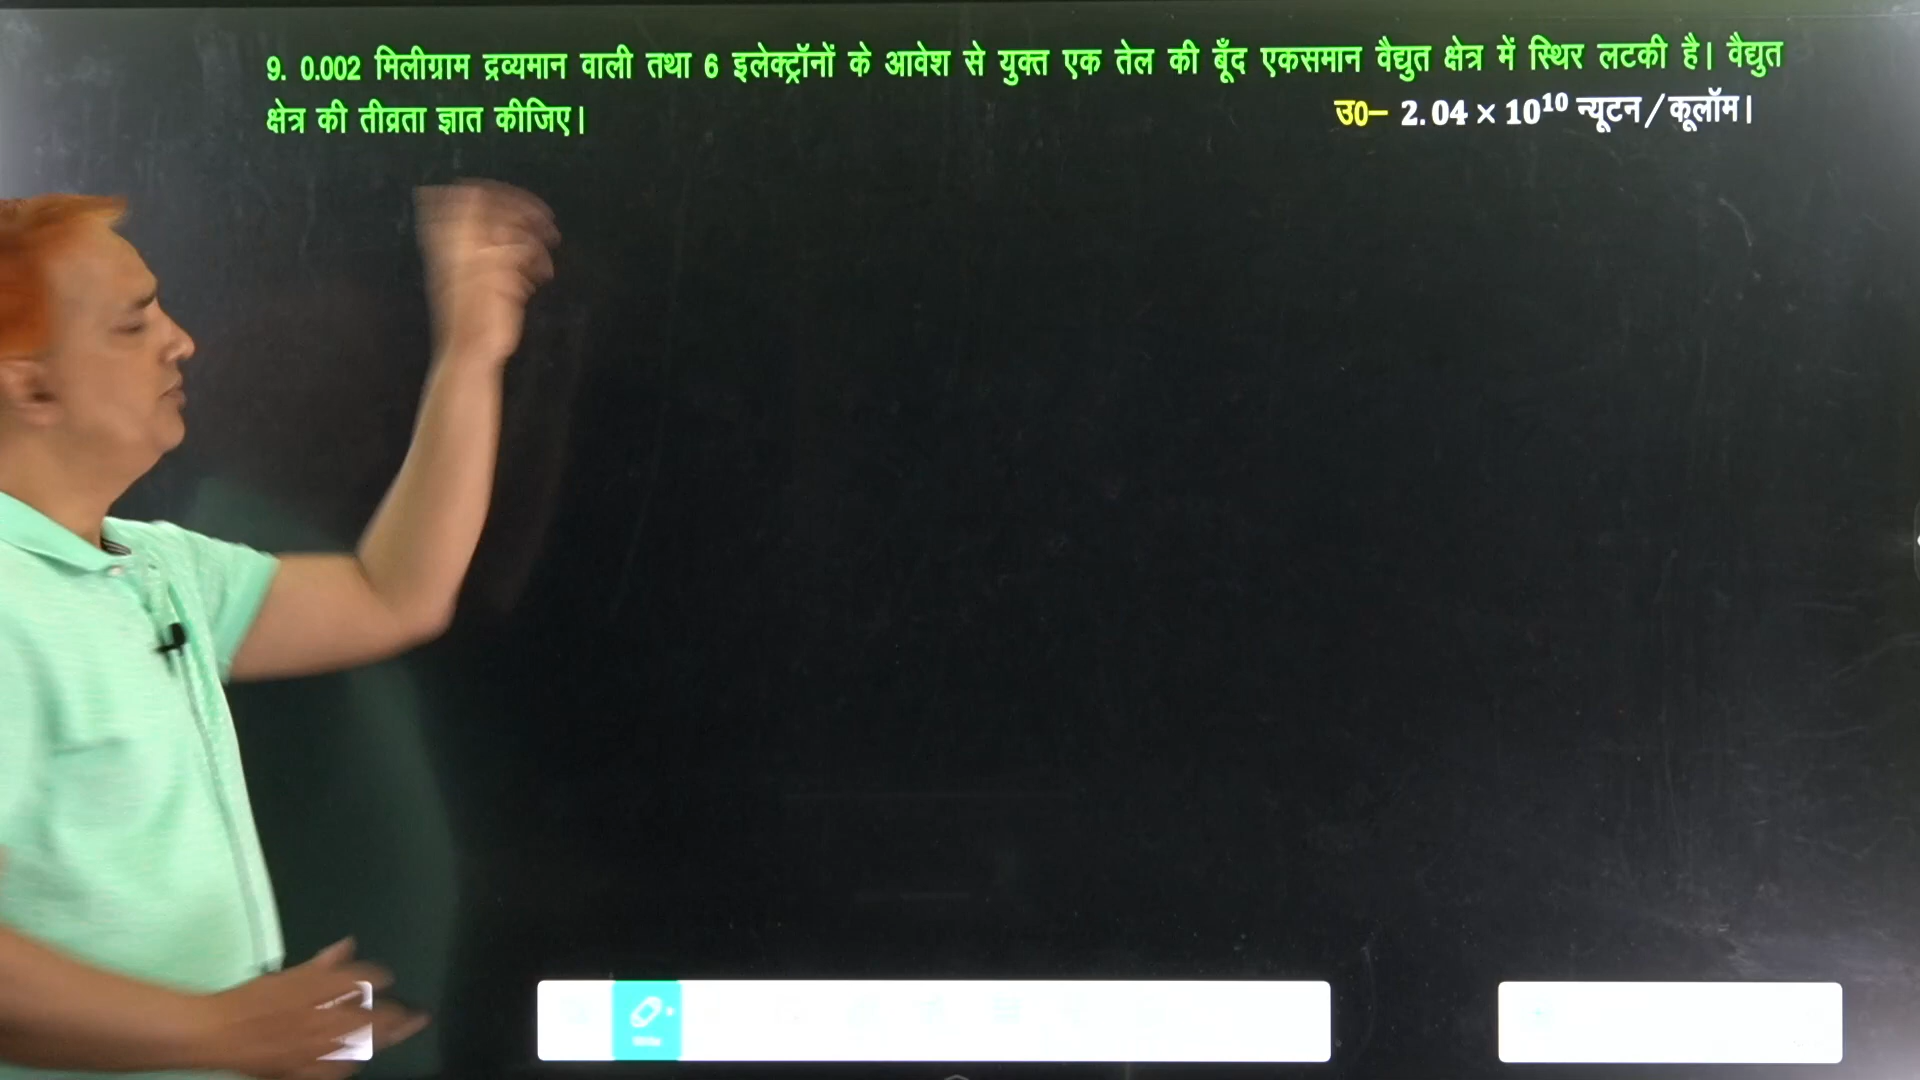 9. 0.002 मिलीग्राम द्रव्यमान वाली तथा 6 इलेक्ट्रॉनों के आवेश से युक्त एक तेल की बूँद एकसमान वैद्युत क्षेत्र में स्थिर लटकी है। वैद्युत
क्षेत्र की तीव्रता ज्ञात कीजिए। उ0– 2.04 × 10¹⁰ न्यूटन/कूलॉम।